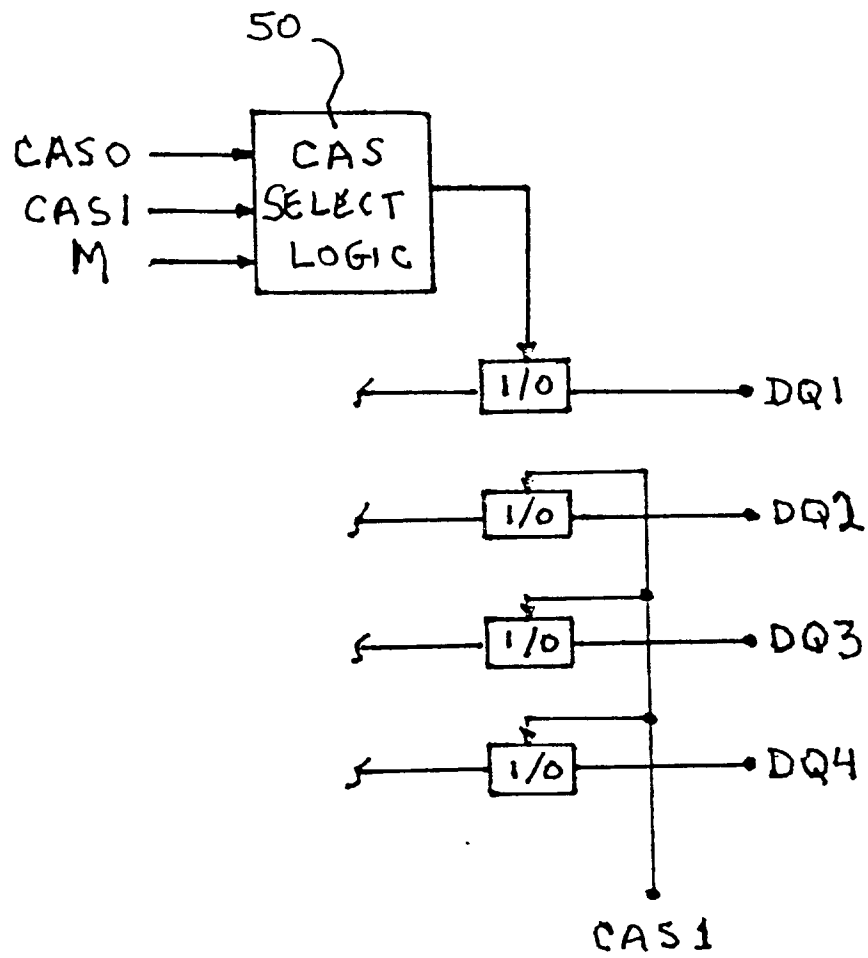 50
CAS0
CAS1
M
CAS
SELECT
LOGIC
I/O
DQ1
I/O
DQ2
I/O
DQ3
I/O
DQ4
CAS1